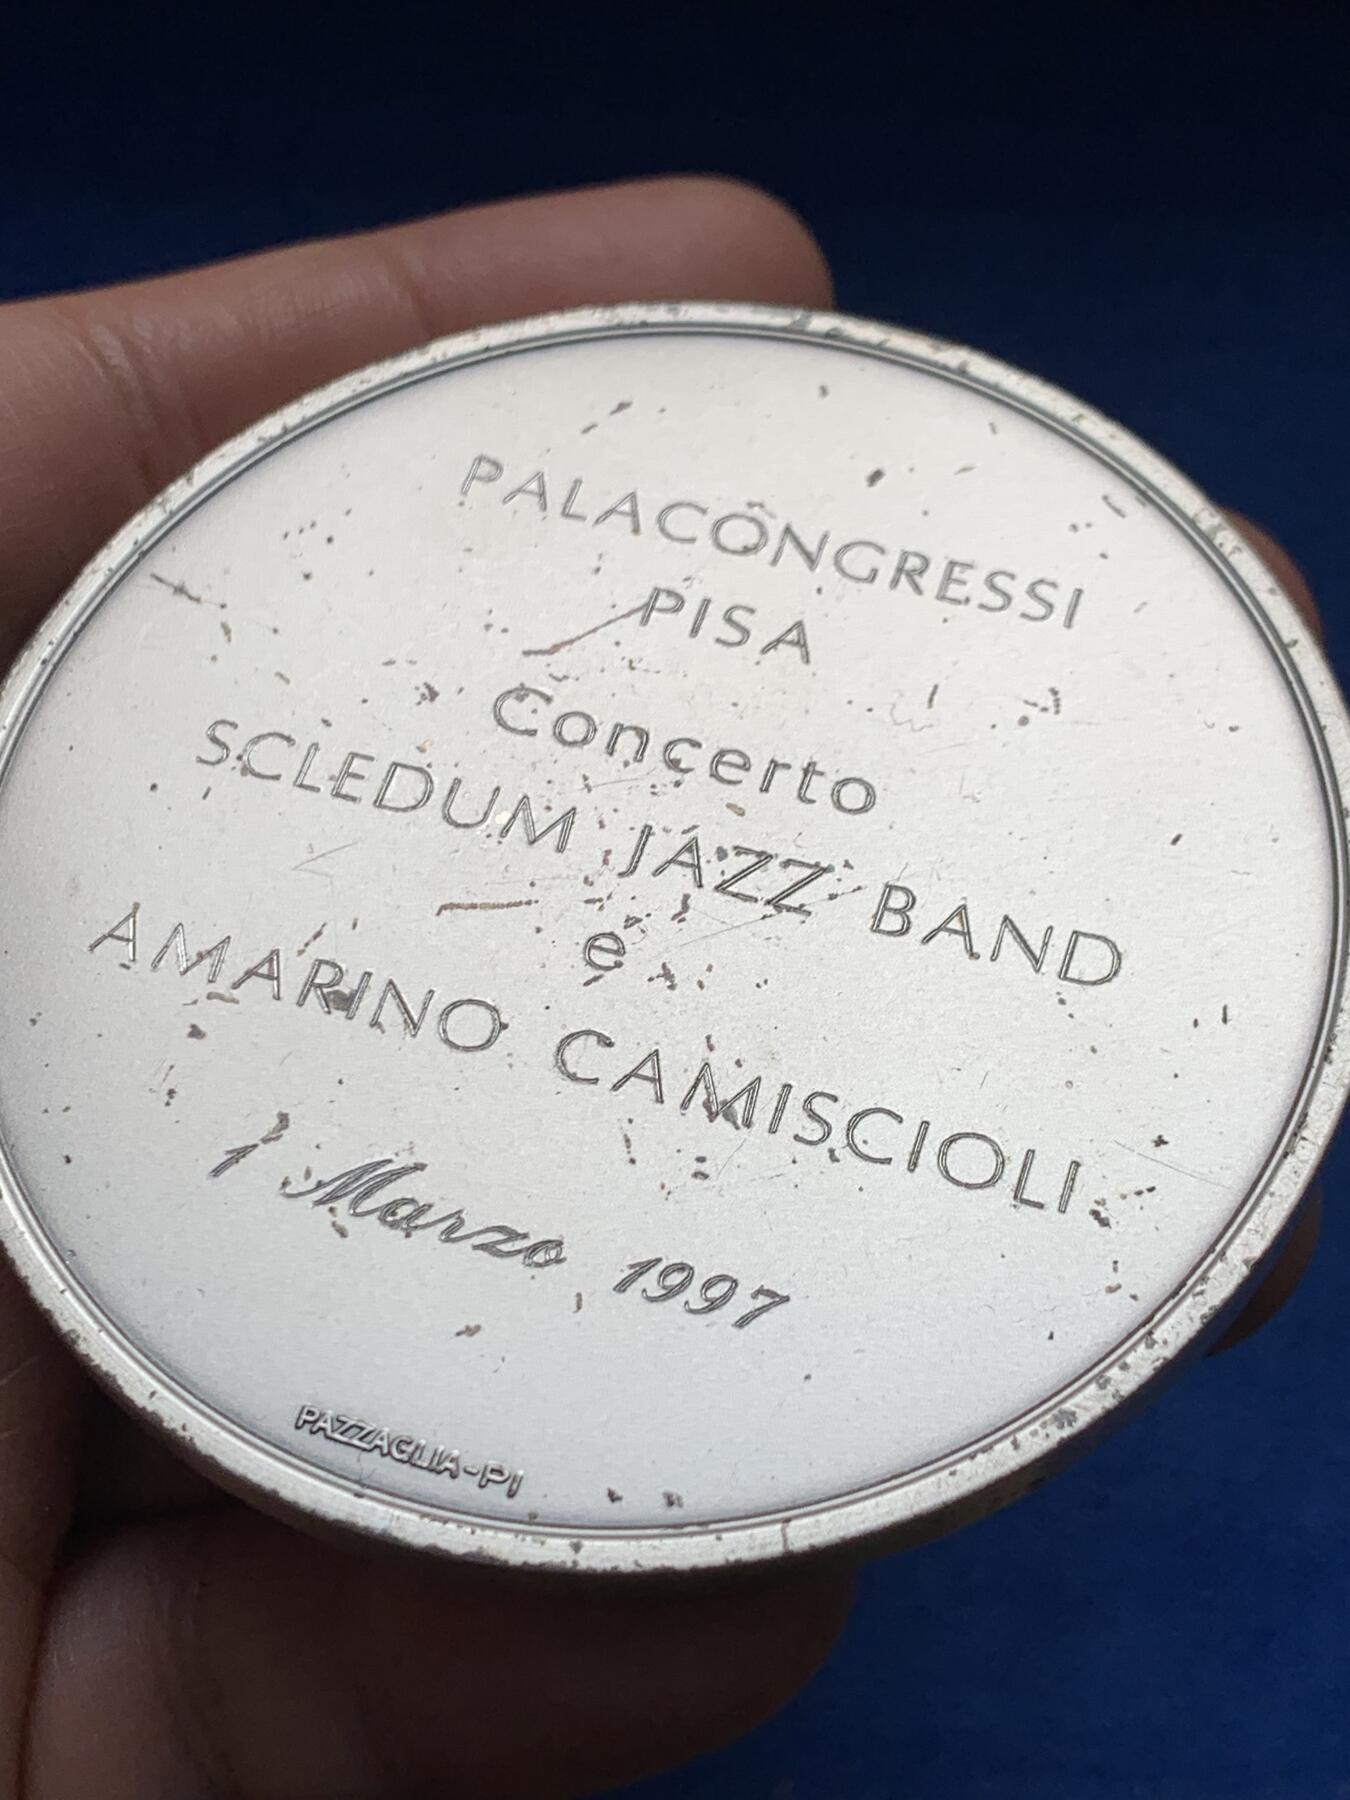 PALACONGRESSI
PISA
Concerto
SCLEDUM JAZZ BAND
e
AMARINO CAMISCIOLI
1 Marzo 1997
PAZZAGLIA-PI